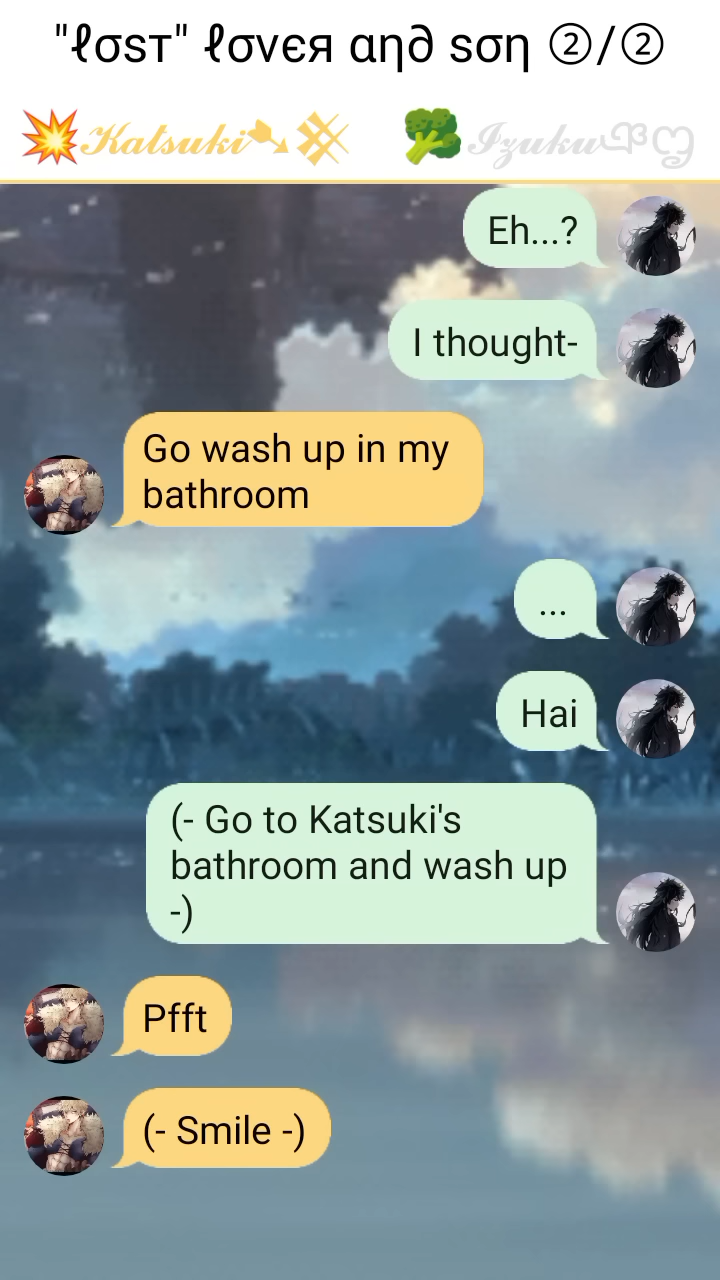 "ℓσѕт" ℓσνєя αη∂ ѕση ②/②
💥𝓚𝓪𝓽𝓼𝓾𝓴𝓲 🥦𝓘𝔃𝓾𝓴𝓾
Eh...?
I thought-
Go wash up in my
bathroom
...
Hai
(- Go to Katsuki's
bathroom and wash up
-)
Pfft
(- Smile -)